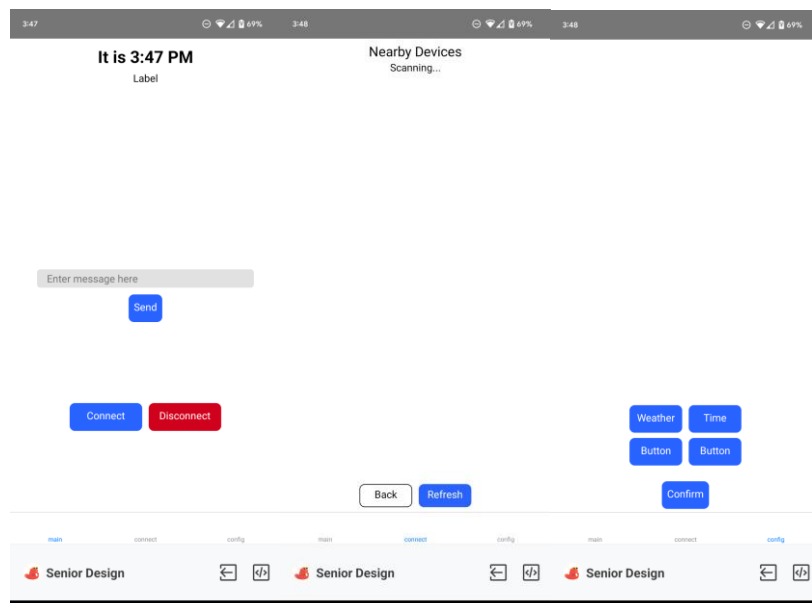 3:47
69%
It is 3:47 PM
Label
Enter message here
Send
Connect
Disconnect
main
connect
config
Senior Design
3:48
69%
Nearby Devices
Scanning...
Back
Refresh
main
connect
config
Senior Design
3:48
69%
Weather
Time
Button
Button
Confirm
main
connect
config
Senior Design